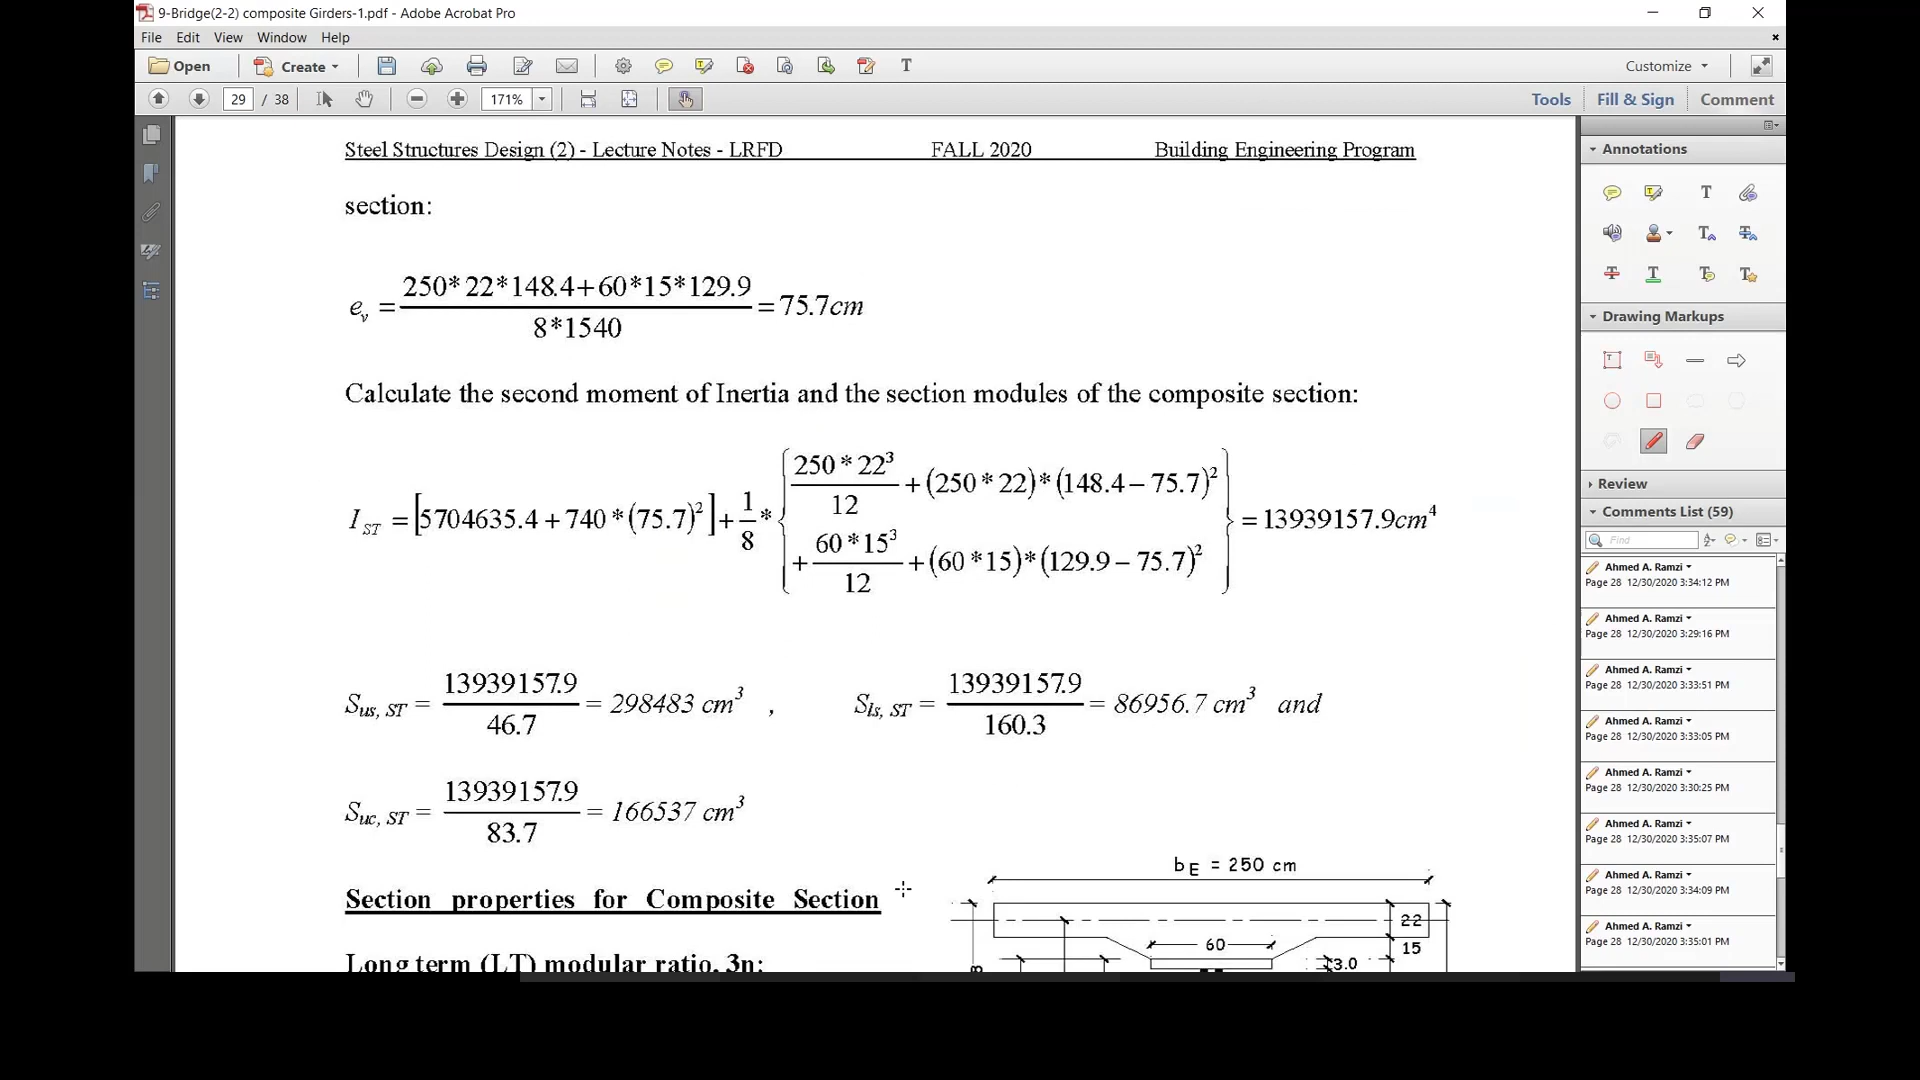 9-Bridge(2-2) composite Girders-1.pdf - Adobe Acrobat Pro
File Edit View Window Help
Open Create Customize
29 / 38 171% Tools Fill & Sign Comment
Steel Structures Design (2) - Lecture Notes - LRFD FALL 2020 Building Engineering Program
section:
e_v = (250*22*148.4+60*15*129.9)/(8*1540) = 75.7cm
Calculate the second moment of Inertia and the section modules of the composite section:
I_ST = [5704635.4+740*(75.7)²]+1/8*{250*22³/12+(250*22)*(148.4−75.7)² +60*15³/12+(60*15)*(129.9−75.7)²} = 13939157.9cm⁴
S_us, ST = 13939157.9/46.7 = 298483 cm³ , S_ls, ST = 13939157.9/160.3 = 86956.7 cm³ and
S_uc, ST = 13939157.9/83.7 = 166537 cm³
Section properties for Composite Section
Long term (LT) modular ratio, 3n:
b_E = 250 cm
22
60
15
3.0
Annotations
Drawing Markups
Review
Comments List (59)
Find
Ahmed A. Ramzi
Page 28 12/30/2020 3:34:12 PM
Ahmed A. Ramzi
Page 28 12/30/2020 3:29:16 PM
Ahmed A. Ramzi
Page 28 12/30/2020 3:33:51 PM
Ahmed A. Ramzi
Page 28 12/30/2020 3:33:05 PM
Ahmed A. Ramzi
Page 28 12/30/2020 3:30:25 PM
Ahmed A. Ramzi
Page 28 12/30/2020 3:35:07 PM
Ahmed A. Ramzi
Page 28 12/30/2020 3:34:09 PM
Ahmed A. Ramzi
Page 28 12/30/2020 3:35:01 PM